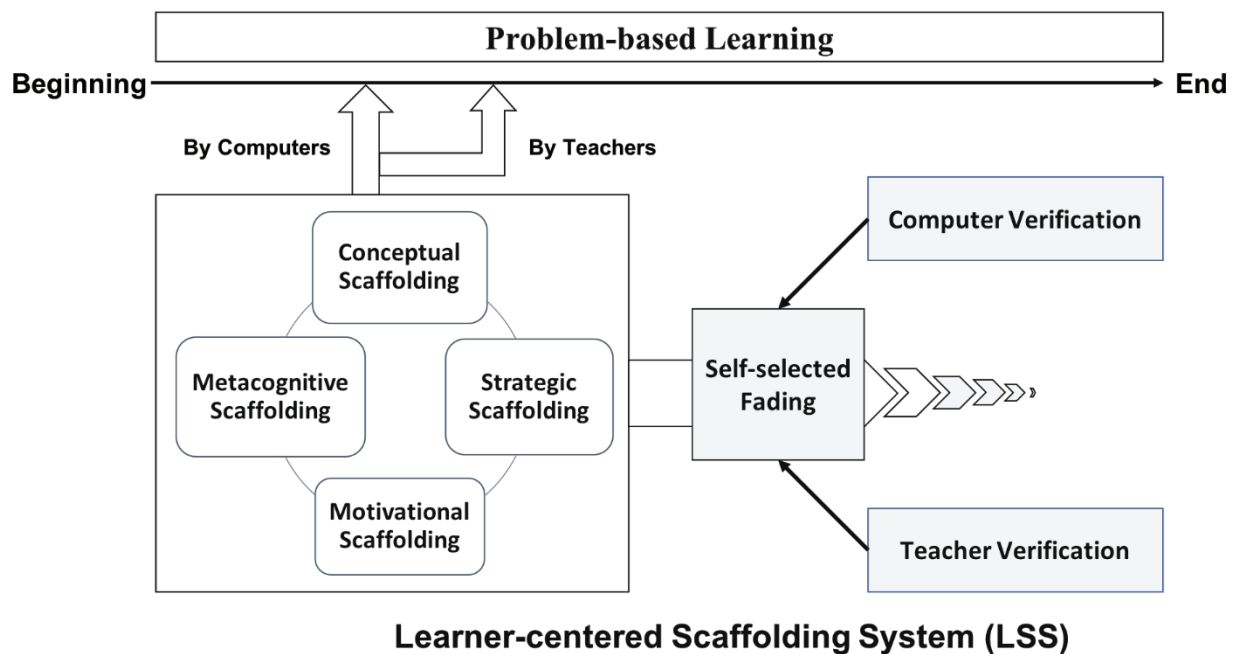 Problem-based Learning
Beginning
End
By Computers
By Teachers
Conceptual
Scaffolding
Metacognitive
Scaffolding
Strategic
Scaffolding
Motivational
Scaffolding
Self-selected
Fading
Computer Verification
Teacher Verification
Learner-centered Scaffolding System (LSS)